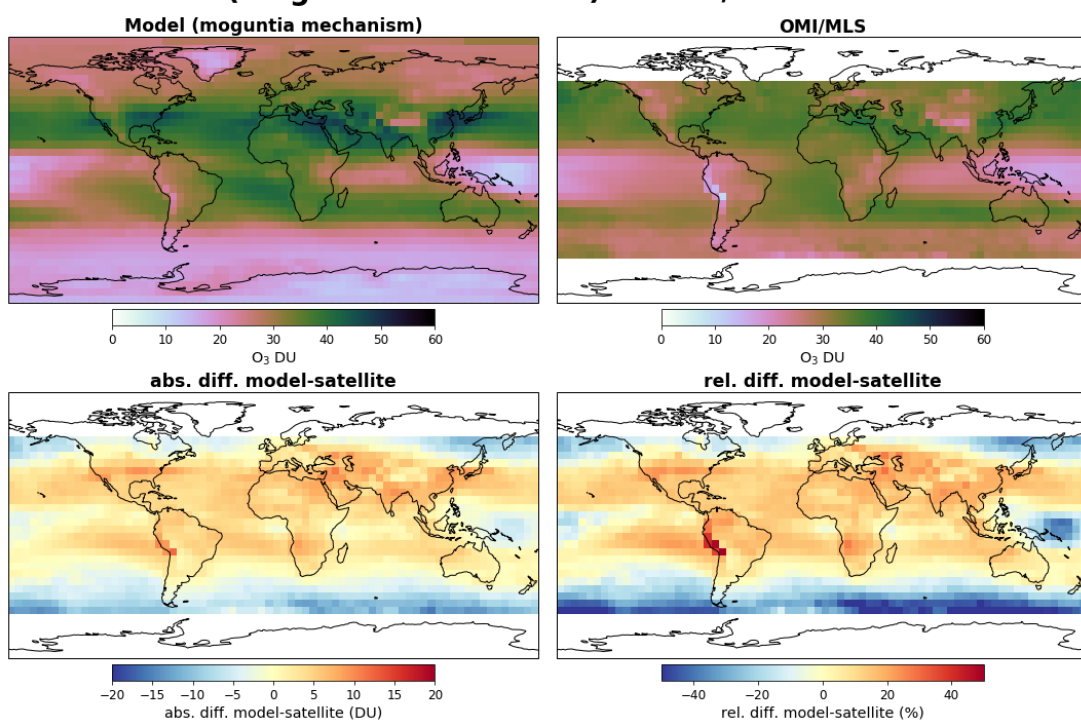 Model (moguntia mechanism)
OMI/MLS
0 10 20 30 40 50 60
O₃ DU
0 10 20 30 40 50 60
O₃ DU
abs. diff. model-satellite
rel. diff. model-satellite
−20 −15 −10 −5 0 5 10 15 20
abs. diff. model-satellite (DU)
−40 −20 0 20 40
rel. diff. model-satellite (%)